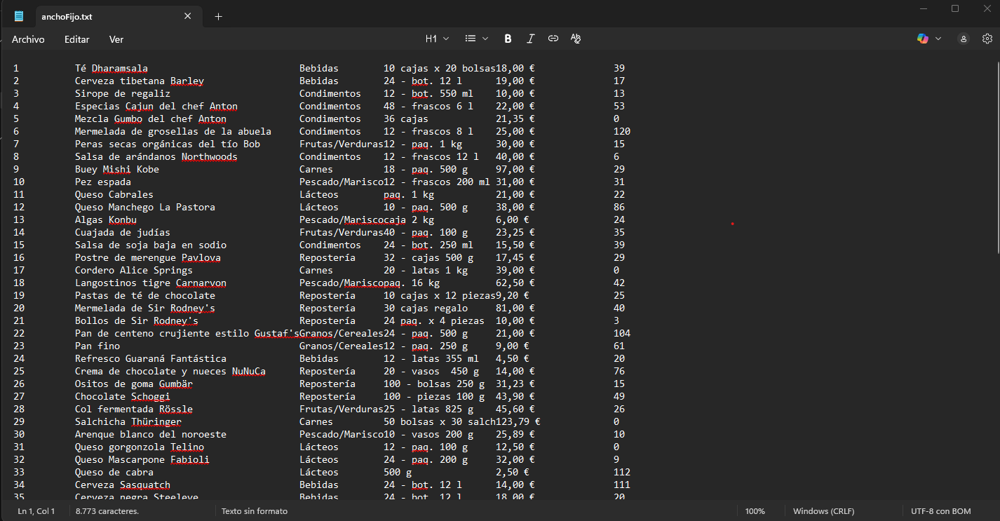 anchoFijo.txt
Archivo Editar Ver H1 B I
1 Té Dharamsala Bebidas 10 cajas x 20 bolsas18,00 € 39
2 Cerveza tibetana Barley Bebidas 24 - bot. 12 l 19,00 € 17
3 Sirope de regaliz Condimentos 12 - bot. 550 ml 10,00 € 13
4 Especias Cajun del chef Anton Condimentos 48 - frascos 6 l 22,00 € 53
5 Mezcla Gumbo del chef Anton Condimentos 36 cajas 21,35 € 0
6 Mermelada de grosellas de la abuela Condimentos 12 - frascos 8 l 25,00 € 120
7 Peras secas orgánicas del tío Bob Frutas/Verduras12 - paq. 1 kg 30,00 € 15
8 Salsa de arándanos Northwoods Condimentos 12 - frascos 12 l 40,00 € 6
9 Buey Mishi Kobe Carnes 18 - paq. 500 g 97,00 € 29
10 Pez espada Pescado/Marisco12 - frascos 200 ml 31,00 € 31
11 Queso Cabrales Lácteos paq. 1 kg 21,00 € 22
12 Queso Manchego La Pastora Lácteos 10 - paq. 500 g 38,00 € 86
13 Algas Konbu Pescado/Mariscocaja 2 kg 6,00 € 24
14 Cuajada de judías Frutas/Verduras40 - paq. 100 g 23,25 € 35
15 Salsa de soja baja en sodio Condimentos 24 - bot. 250 ml 15,50 € 39
16 Postre de merengue Pavlova Repostería 32 - cajas 500 g 17,45 € 29
17 Cordero Alice Springs Carnes 20 - latas 1 kg 39,00 € 0
18 Langostinos tigre Carnarvon Pescado/Mariscopaq. 16 kg 62,50 € 42
19 Pastas de té de chocolate Repostería 10 cajas x 12 piezas9,20 € 25
20 Mermelada de Sir Rodney's Repostería 30 cajas regalo 81,00 € 40
21 Bollos de Sir Rodney's Repostería 24 paq. x 4 piezas 10,00 € 3
22 Pan de centeno crujiente estilo Gustaf'sGranos/Cereales24 - paq. 500 g 21,00 € 104
23 Pan fino Granos/Cereales12 - paq. 250 g 9,00 € 61
24 Refresco Guaraná Fantástica Bebidas 12 - latas 355 ml 4,50 € 20
25 Crema de chocolate y nueces NuNuCa Repostería 20 - vasos  450 g 14,00 € 76
26 Ositos de goma Gumbär Repostería 100 - bolsas 250 g 31,23 € 15
27 Chocolate Schoggi Repostería 100 - piezas 100 g 43,90 € 49
28 Col fermentada Rössle Frutas/Verduras25 - latas 825 g 45,60 € 26
29 Salchicha Thüringer Carnes 50 bolsas x 30 salch123,79 € 0
30 Arenque blanco del noroeste Pescado/Marisco10 - vasos 200 g 25,89 € 10
31 Queso gorgonzola Telino Lácteos 12 - paq. 100 g 12,50 € 0
32 Queso Mascarpone Fabioli Lácteos 24 - paq. 200 g 32,00 € 9
33 Queso de cabra Lácteos 500 g 2,50 € 112
34 Cerveza Sasquatch Bebidas 24 - bot. 12 l 14,00 € 111
35 Cerveza negra Steeleye Bebidas 24 - bot. 12 l 18,00 € 20
Ln 1, Col 1 8.773 caracteres. Texto sin formato 100% Windows (CRLF) UTF-8 con BOM